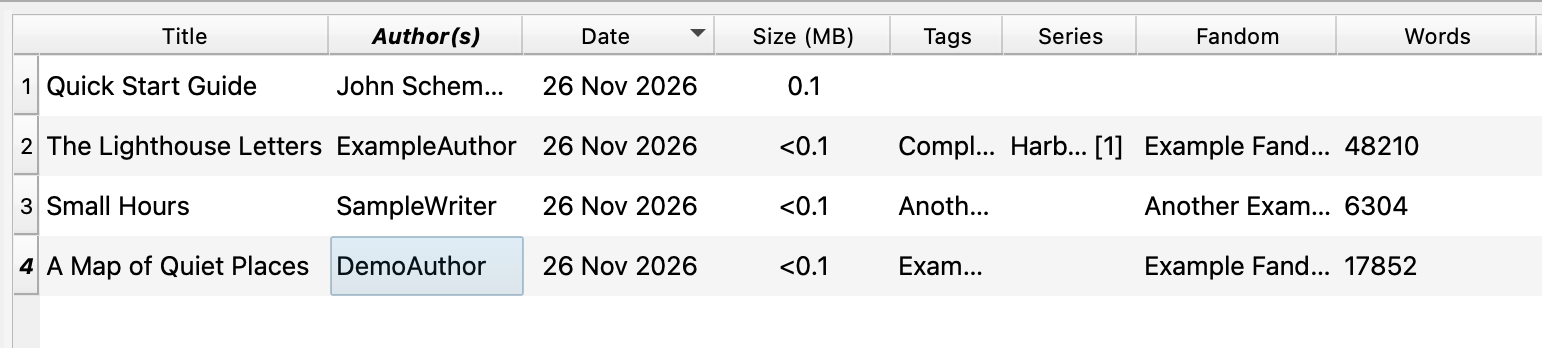 Title Author(s) Date Size (MB) Tags Series Fandom Words
1 Quick Start Guide John Schem... 26 Nov 2026 0.1
2 The Lighthouse Letters ExampleAuthor 26 Nov 2026 <0.1 Compl... Harb... [1] Example Fand... 48210
3 Small Hours SampleWriter 26 Nov 2026 <0.1 Anoth... Another Exam... 6304
4 A Map of Quiet Places DemoAuthor 26 Nov 2026 <0.1 Exam... Example Fand... 17852